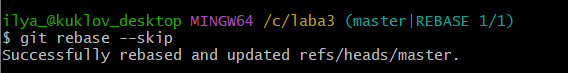 ilya_@kuklov_desktop MINGW64 /c/laba3 (master|REBASE 1/1)
$ git rebase --skip
Successfully rebased and updated refs/heads/master.